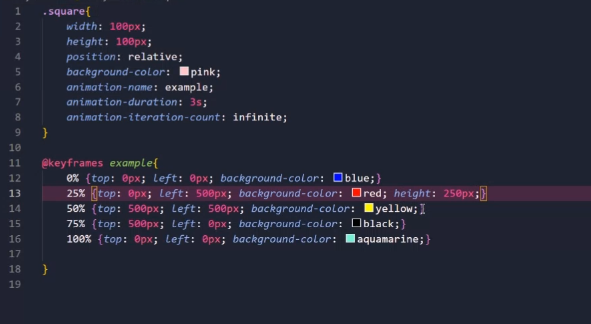 1 .square{
2 width: 100px;
3 height: 100px;
4 position: relative;
5 background-color: pink;
6 animation-name: example;
7 animation-duration: 3s;
8 animation-iteration-count: infinite;
9 }
10
11 @keyframes example{
12 0% {top: 0px; left: 0px; background-color: blue;}
13 25% {top: 0px; left: 500px; background-color: red; height: 250px;}
14 50% {top: 500px; left: 500px; background-color: yellow;}
15 75% {top: 500px; left: 0px; background-color: black;}
16 100% {top: 0px; left: 0px; background-color: aquamarine;}
17
18 }
19